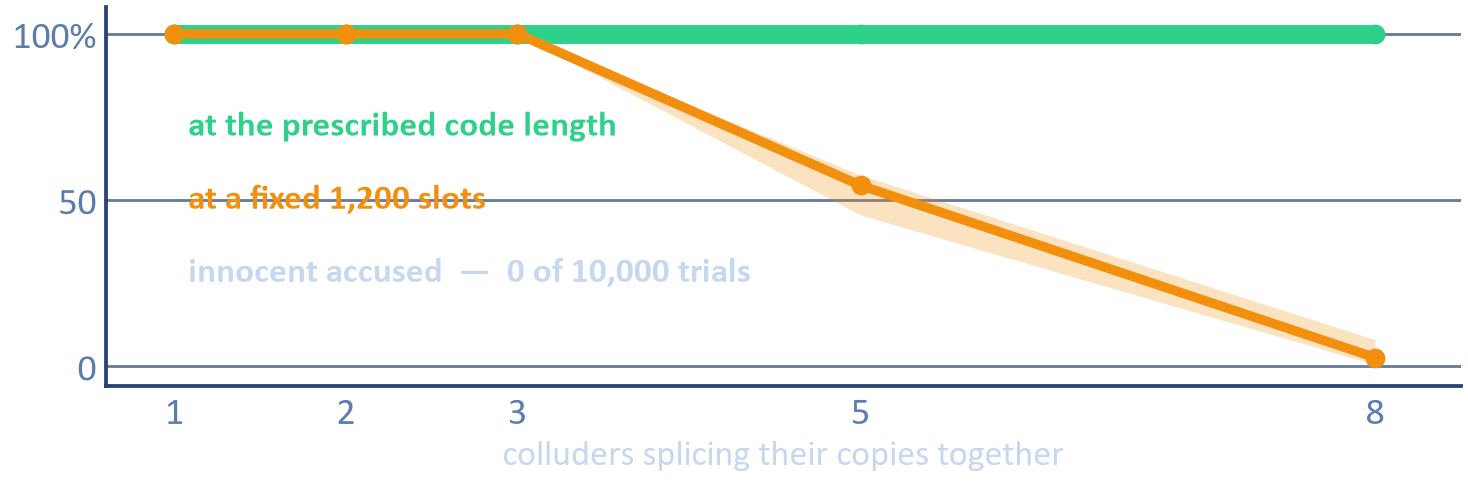 100%
at the prescribed code length
50
at a fixed 1,200 slots
innocent accused — 0 of 10,000 trials
0
1 2 3 5 8
colluders splicing their copies together